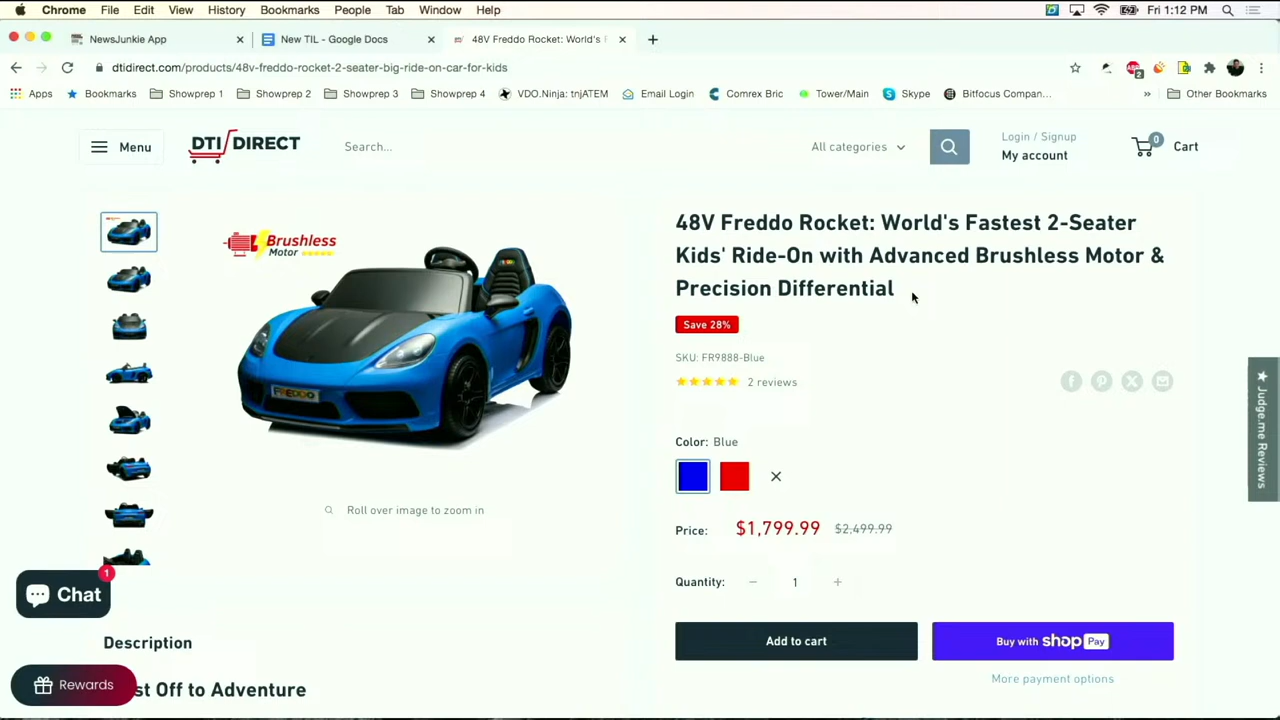 Chrome File Edit View History Bookmarks People Tab Window Help Fri 1:12 PM
NewsJunkie App New TIL - Google Docs 48V Freddo Rocket: World's F
dtidirect.com/products/48v-freddo-rocket-2-seater-big-ride-on-car-for-kids
2
Apps Bookmarks Showprep 1 Showprep 2 Showprep 3 Showprep 4 VDO.Ninja: tnjATEM Email Login Comrex Bric Tower/Main Skype Bitfocus Compan... » Other Bookmarks
Menu
DTI DIRECT
Search...
All categories
Login / Signup
My account
0
Cart
Brushless
Motor
FREDDO
Roll over image to zoom in
48V Freddo Rocket: World's Fastest 2-Seater
Kids' Ride-On with Advanced Brushless Motor &
Precision Differential
Save 28%
SKU: FR9888-Blue
2 reviews
Color: Blue
Price: $1,799.99 $2,499.99
Quantity: − 1 +
Add to cart
Buy with shop Pay
More payment options
★ Judge.me Reviews
Chat
1
Description
st Off to Adventure
Rewards